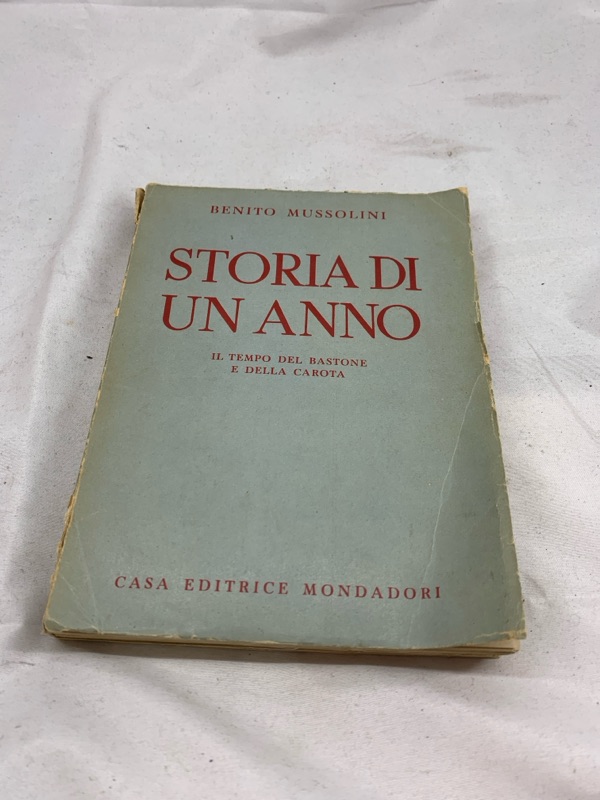 BENITO MUSSOLINI
STORIA DI
UN ANNO
IL TEMPO DEL BASTONE
E DELLA CAROTA
CASA EDITRICE MONDADORI